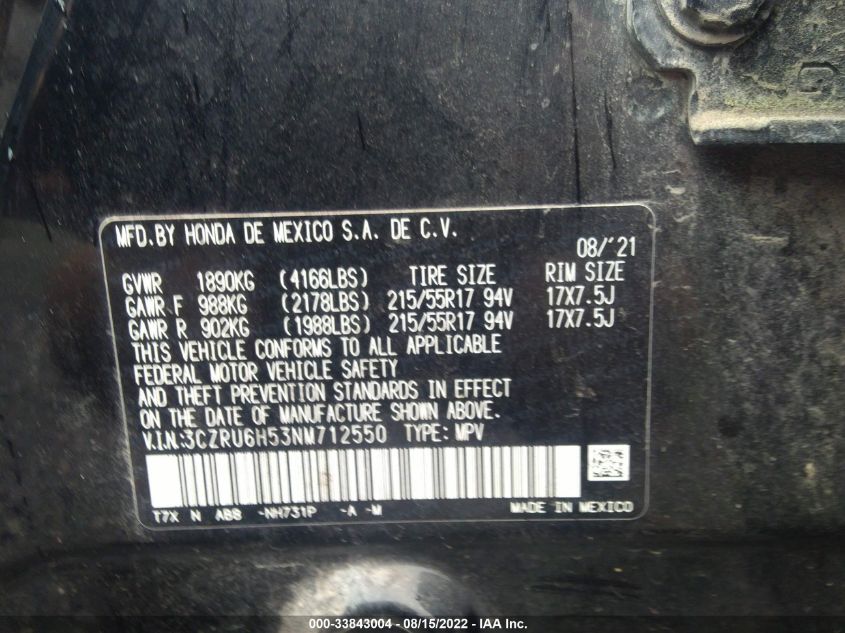 MFD.BY HONDA DE MEXICO S.A. DE C.V.
08/'21
GVWR 1890KG (4166LBS) TIRE SIZE RIM SIZE
GAWR F 988KG (2178LBS) 215/55R17 94V 17X7.5J
GAWR R 902KG (1988LBS) 215/55R17 94V 17X7.5J
THIS VEHICLE CONFORMS TO ALL APPLICABLE
FEDERAL MOTOR VEHICLE SAFETY
AND THEFT PREVENTION STANDARDS IN EFFECT
ON THE DATE OF MANUFACTURE SHOWN ABOVE.
V.I.N:3CZRU6H53NM712550 TYPE: MPV
T7X N AB8 -NH731P -A -M MADE IN MEXICO
000-33843004 - 08/15/2022 - IAA Inc.